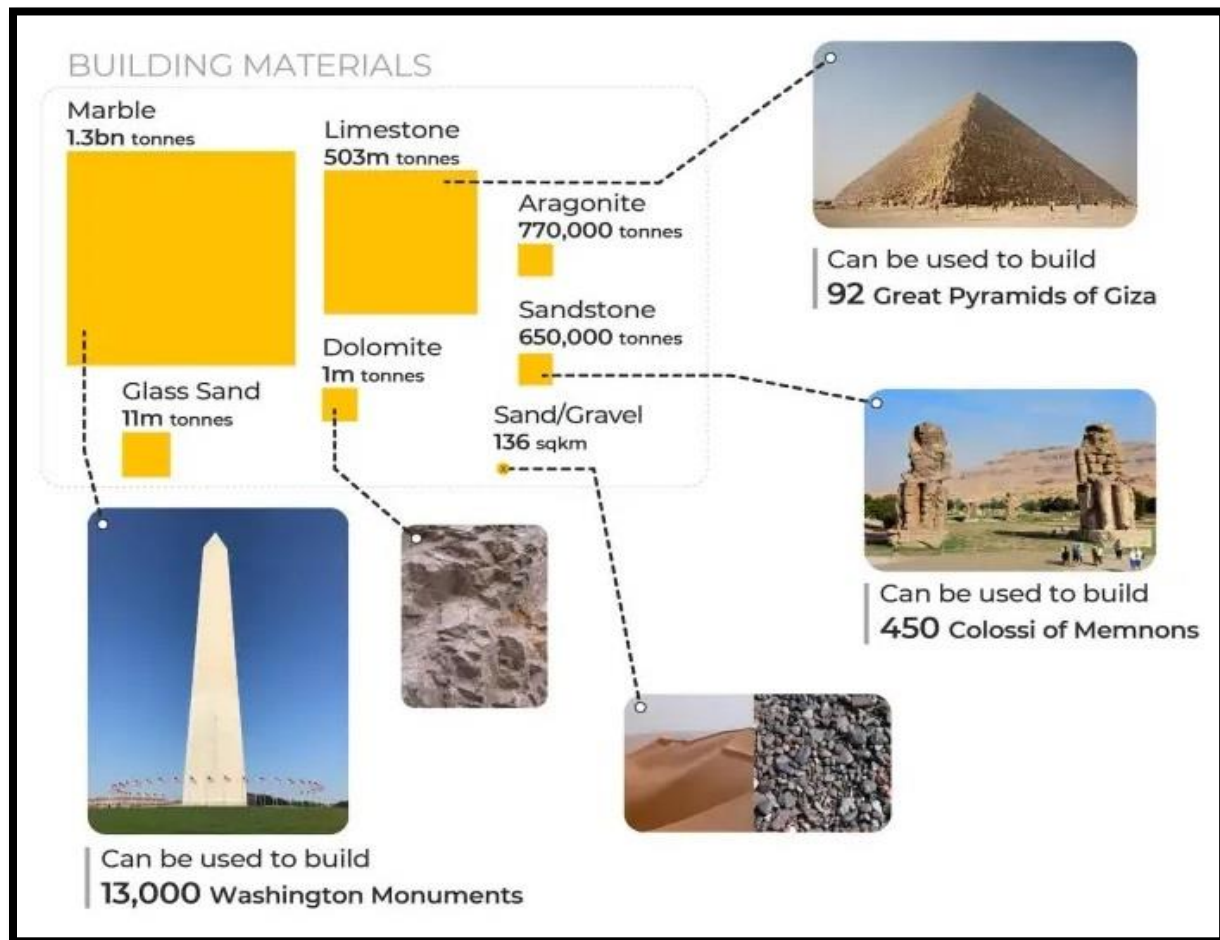 BUILDING MATERIALS
Marble
1.3bn tonnes
Limestone
503m tonnes
Aragonite
770,000 tonnes
Sandstone
650,000 tonnes
Dolomite
1m tonnes
Glass Sand
11m tonnes
Sand/Gravel
136 sqkm
Can be used to build
92 Great Pyramids of Giza
Can be used to build
450 Colossi of Memnons
Can be used to build
13,000 Washington Monuments